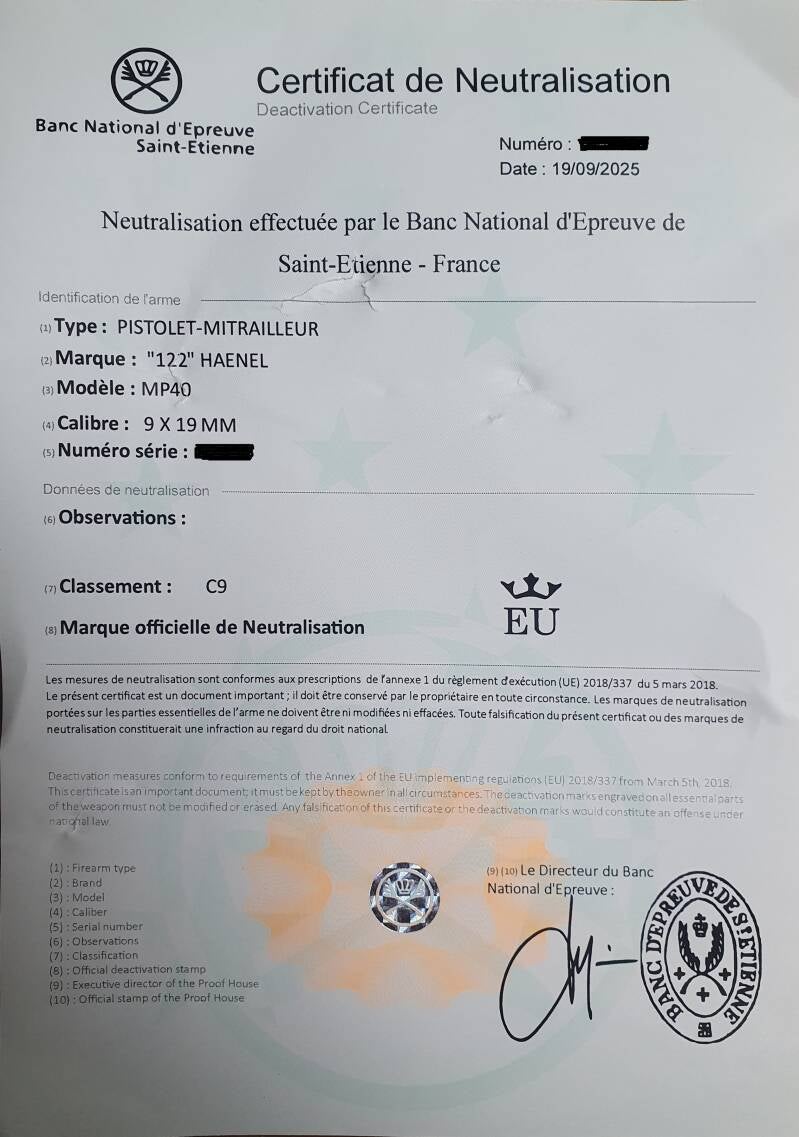 Banc National d'Epreuve
Saint-Etienne
Certificat de Neutralisation
Deactivation Certificate
Numéro :
Date : 19/09/2025
Neutralisation effectuée par le Banc National d'Epreuve de
Saint-Etienne - France
Identification de l'arme
(1) Type : PISTOLET-MITRAILLEUR
(2) Marque : "122" HAENEL
(3) Modèle : MP40
(4) Calibre : 9 X 19 MM
(5) Numéro série :
Données de neutralisation
(6) Observations :
(7) Classement : C9
(8) Marque officielle de Neutralisation
EU
Les mesures de neutralisation sont conformes aux prescriptions de l'annexe 1 du règlement d'exécution (UE) 2018/337 du 5 mars 2018.
Le présent certificat est un document important ; il doit être conservé par le propriétaire en toute circonstance. Les marques de neutralisation
portées sur les parties essentielles de l'arme ne doivent être ni modifiées ni effacées. Toute falsification du présent certificat ou des marques de
neutralisation constituerait une infraction au regard du droit national.
Deactivation measures conform to requirements of the Annex 1 of the EU implementing regulations (EU) 2018/337 from March 5th, 2018.
This certificate is an important document; it must be kept by the owner in all circumstances. The deactivation marks engraved on all essential parts
of the weapon must not be modified or erased. Any falsification of this certificate or the deactivation marks would constitute an offense under
national law.
(1) : Firearm type
(2) : Brand
(3) : Model
(4) : Caliber
(5) : Serial number
(6) : Observations
(7) : Classification
(8) : Official deactivation stamp
(9) : Executive director of the Proof House
(10) : Official stamp of the Proof House
(9) (10) Le Directeur du Banc
National d'Epreuve :
BANC D'EPREUVE DE ST ETIENNE